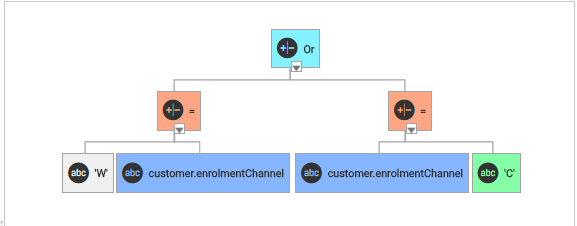 Or
=
=
abc 'W'
abc customer.enrolmentChannel
abc customer.enrolmentChannel
abc 'C'